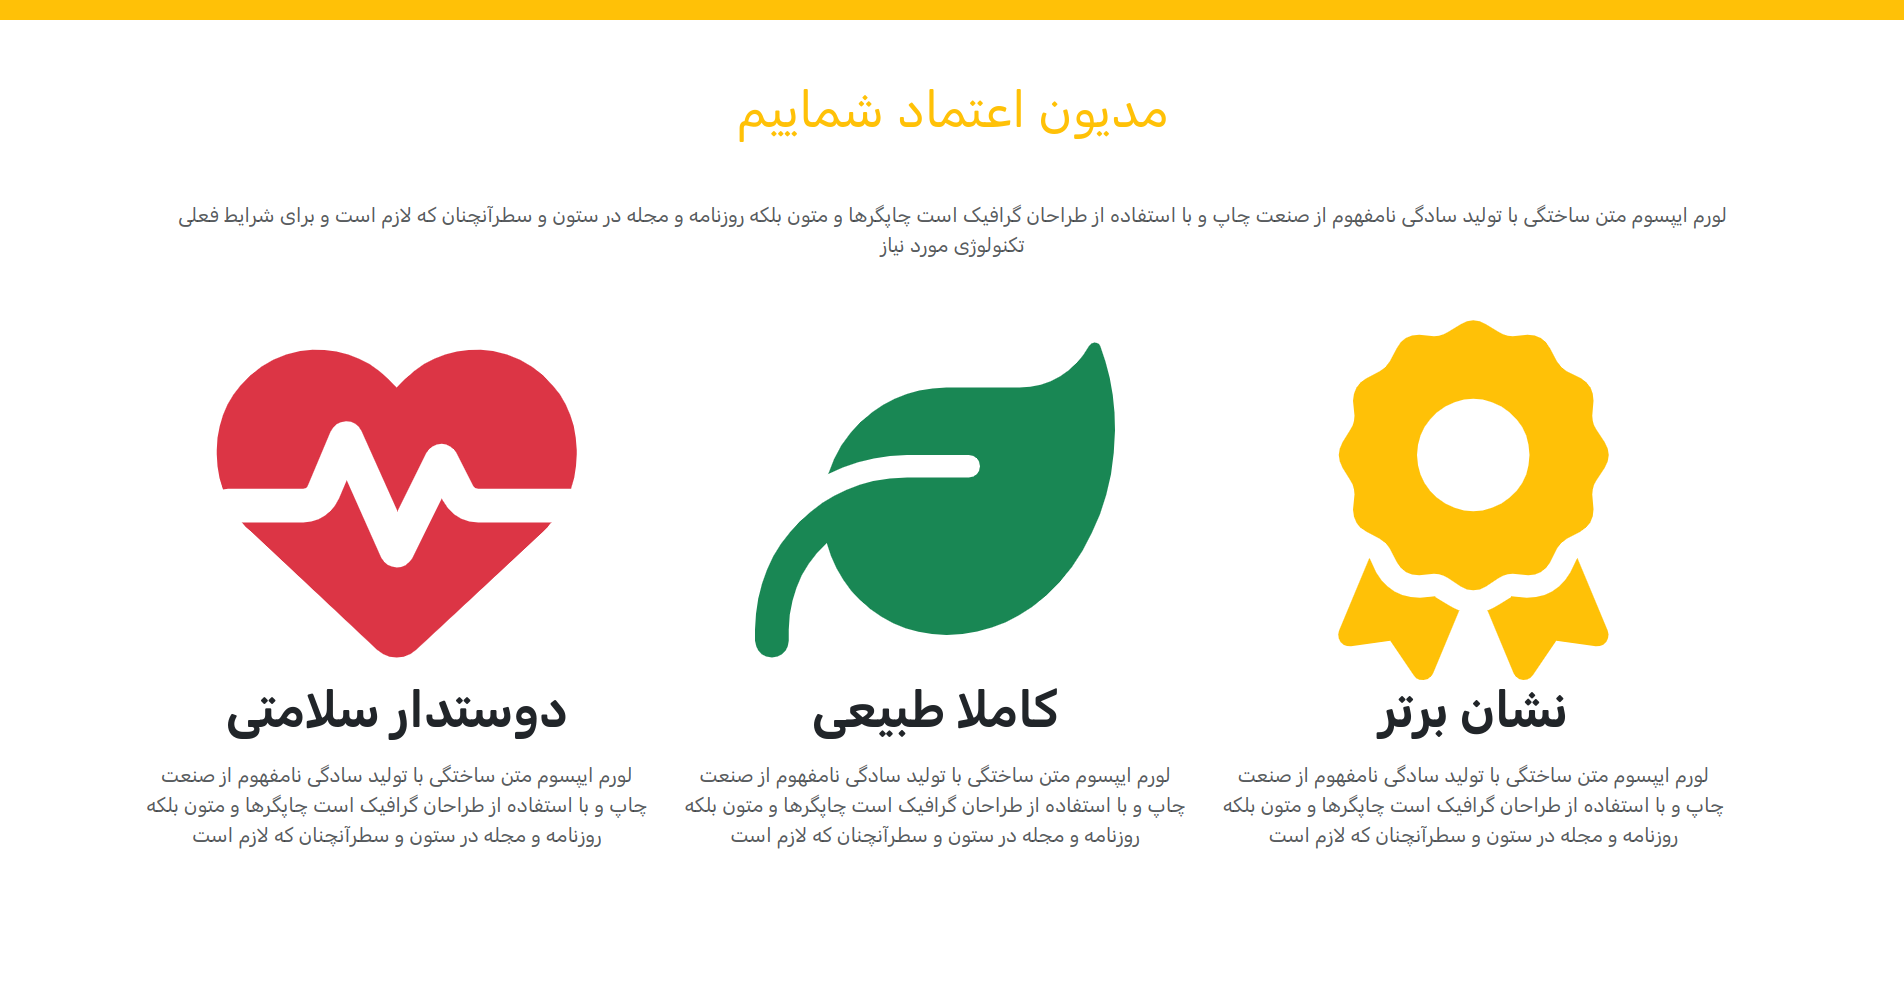 مدیون اعتماد شماییم
لورم ایپسوم متن ساختگی با تولید سادگی نامفهوم از صنعت چاپ و با استفاده از طراحان گرافیک است چاپگرها و متون بلکه روزنامه و مجله در ستون و سطرآنچنان که لازم است و برای شرایط فعلی
تکنولوژی مورد نیاز
نشان برتر
لورم ایپسوم متن ساختگی با تولید سادگی نامفهوم از صنعت
چاپ و با استفاده از طراحان گرافیک است چاپگرها و متون بلکه
روزنامه و مجله در ستون و سطرآنچنان که لازم است
کاملا طبیعی
لورم ایپسوم متن ساختگی با تولید سادگی نامفهوم از صنعت
چاپ و با استفاده از طراحان گرافیک است چاپگرها و متون بلکه
روزنامه و مجله در ستون و سطرآنچنان که لازم است
دوستدار سلامتی
لورم ایپسوم متن ساختگی با تولید سادگی نامفهوم از صنعت
چاپ و با استفاده از طراحان گرافیک است چاپگرها و متون بلکه
روزنامه و مجله در ستون و سطرآنچنان که لازم است